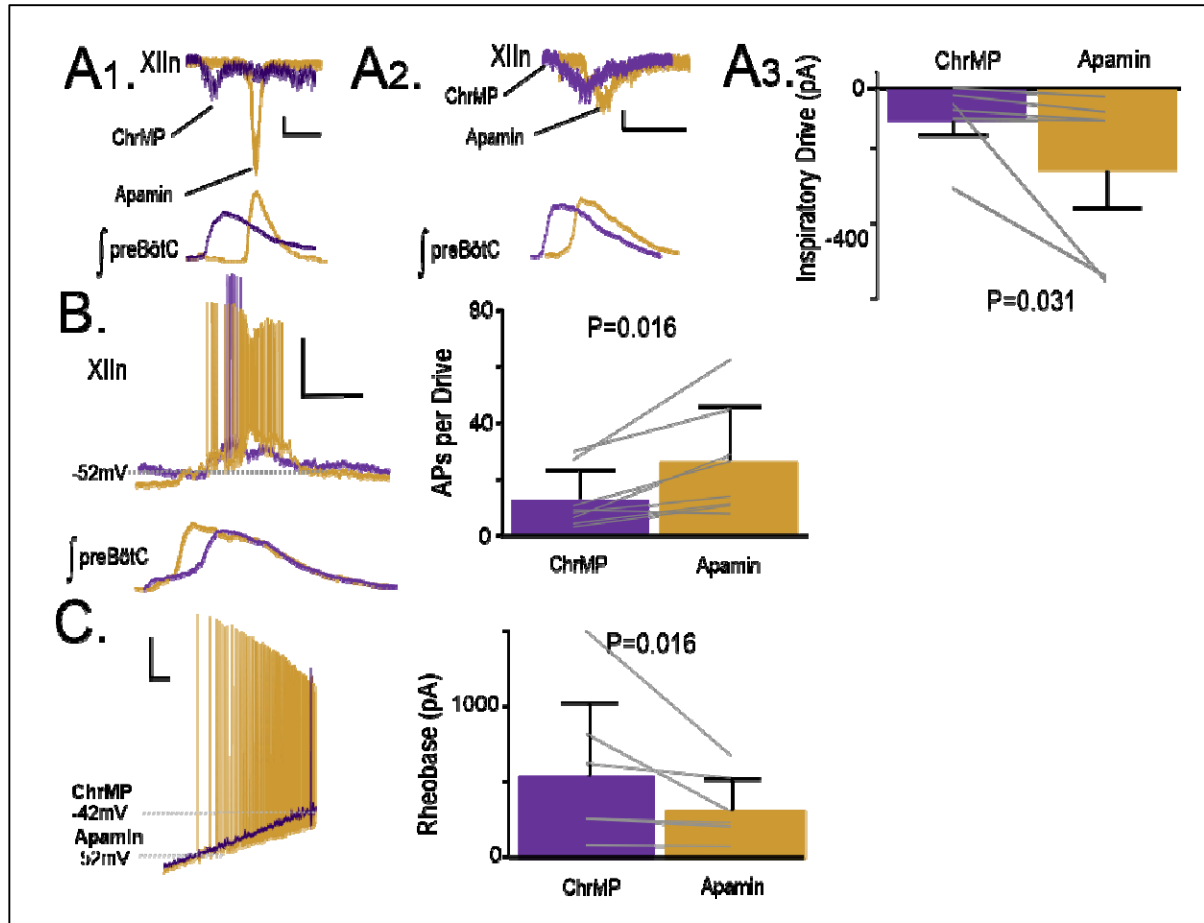 A1.
XIIn
ChrMP
Apamin
∫ preBötC
A2.
XIIn
ChrMP
Apamin
∫ preBötC
A3.
ChrMP Apamin
Inspiratory Drive (pA)
0
-400
P=0.031
B.
XIIn
-52mV
∫ preBötC
P=0.016
APs per Drive
80
40
0
ChrMP Apamin
C.
ChrMP
-42mV
Apamin
52mV
P=0.016
Rheobase (pA)
1000
0
ChrMP Apamin